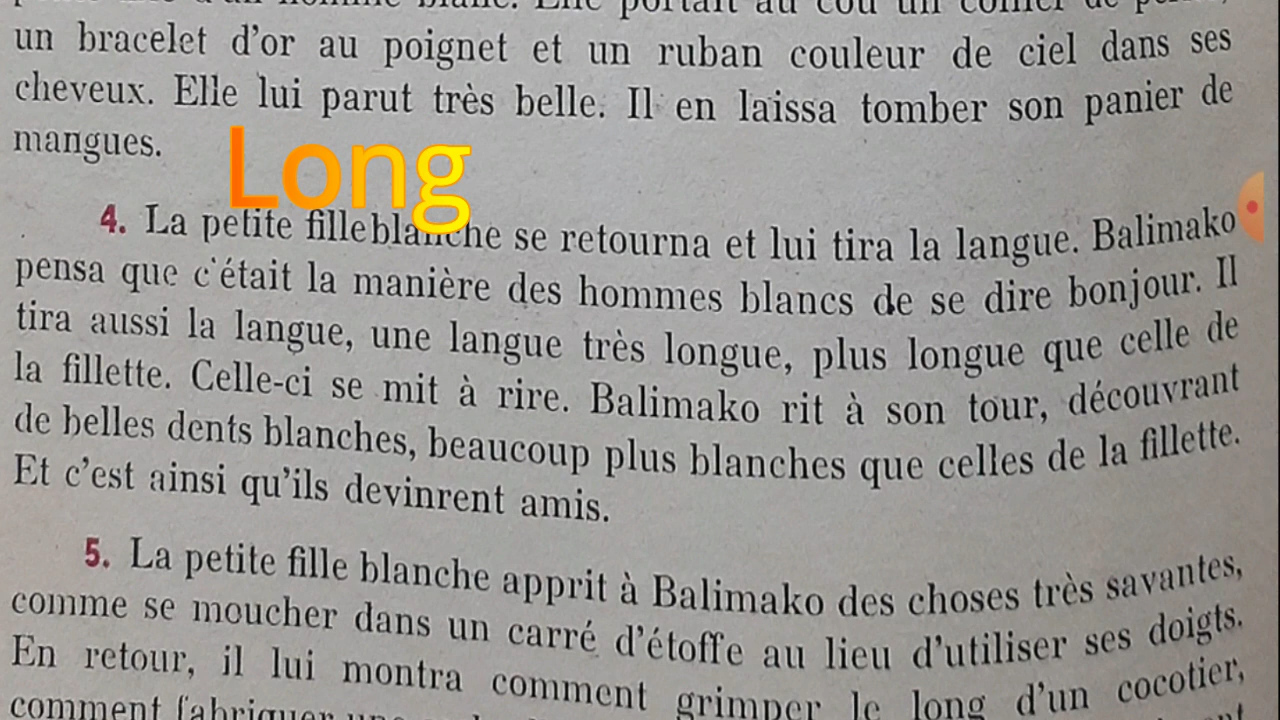 un bracelet d'or au poignet et un ruban couleur de ciel dans ses
cheveux. Elle lui parut très belle. Il en laissa tomber son panier de
mangues.
Long
4. La petite fille blanche se retourna et lui tira la langue. Balimako
pensa que c'était la manière des hommes blancs de se dire bonjour. Il
tira aussi la langue, une langue très longue, plus longue que celle de
la fillette. Celle-ci se mit à rire. Balimako rit à son tour, découvrant
de belles dents blanches, beaucoup plus blanches que celles de la fillette.
Et c'est ainsi qu'ils devinrent amis.
5. La petite fille blanche apprit à Balimako des choses très savantes,
comme se moucher dans un carré d'étoffe au lieu d'utiliser ses doigts.
En retour, il lui montra comment grimper le long d'un cocotier,
comment fabriquer